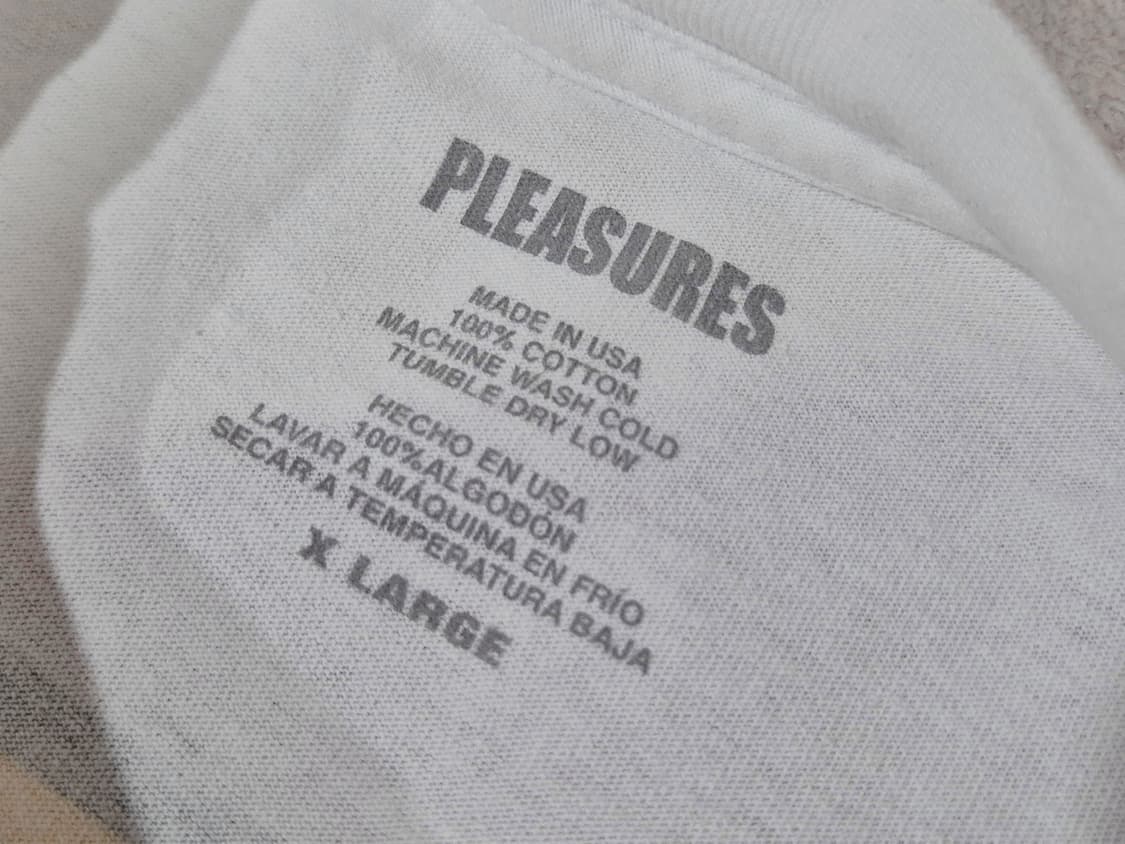 PLEASURES
MADE IN USA
100% COTTON
MACHINE WASH COLD
TUMBLE DRY LOW
HECHO EN USA
100%ALGODÓN
LAVAR A MÁQUINA EN FRÍO
SECAR A TEMPERATURA BAJA
X LARGE